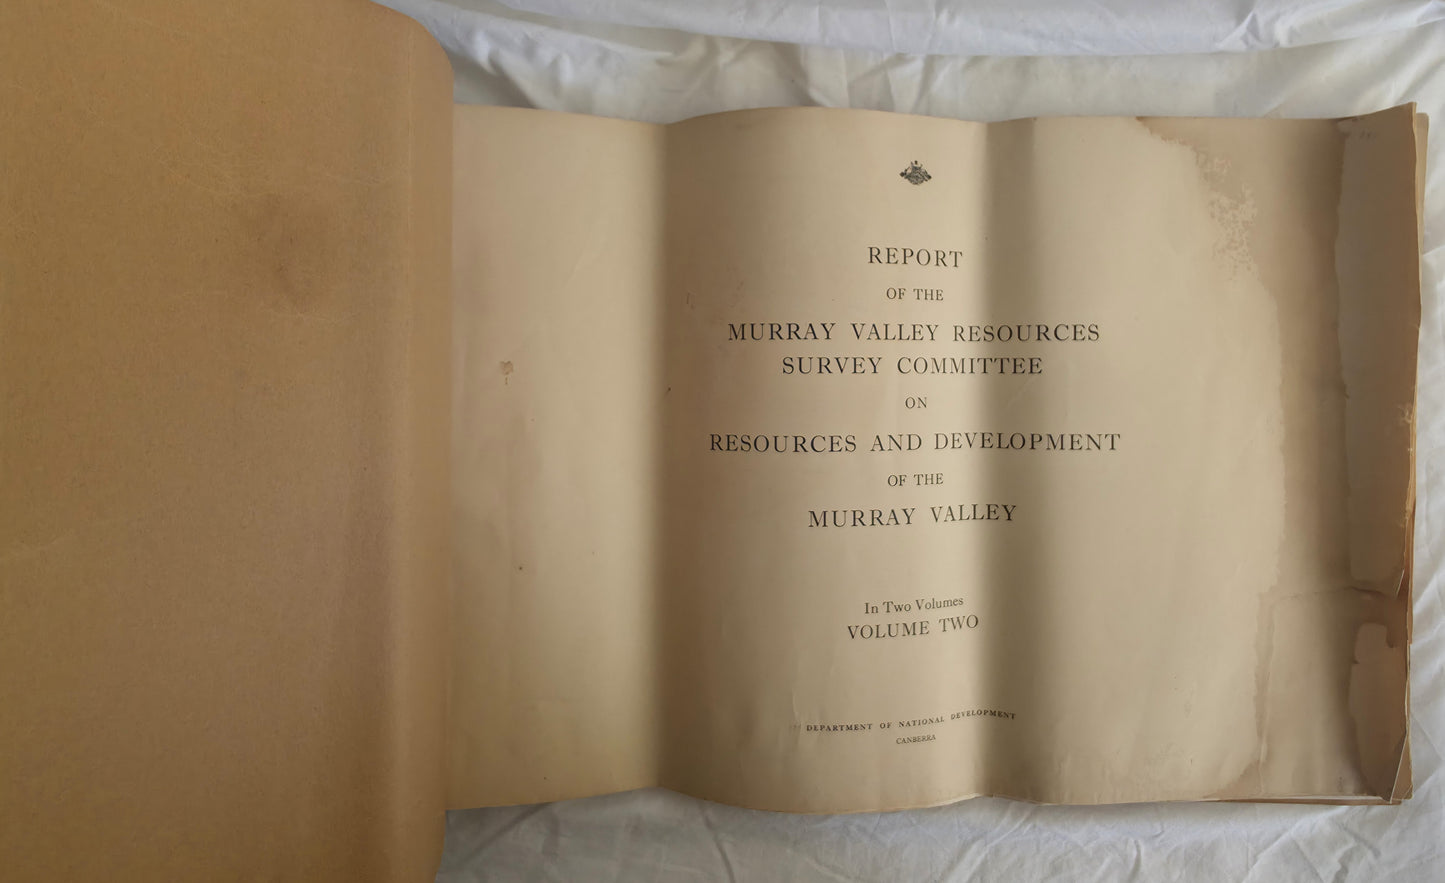 REPORT
OF THE
MURRAY VALLEY RESOURCES
SURVEY COMMITTEE
ON
RESOURCES AND DEVELOPMENT
OF THE
MURRAY VALLEY
In Two Volumes
VOLUME TWO
DEPARTMENT OF NATIONAL DEVELOPMENT
CANBERRA